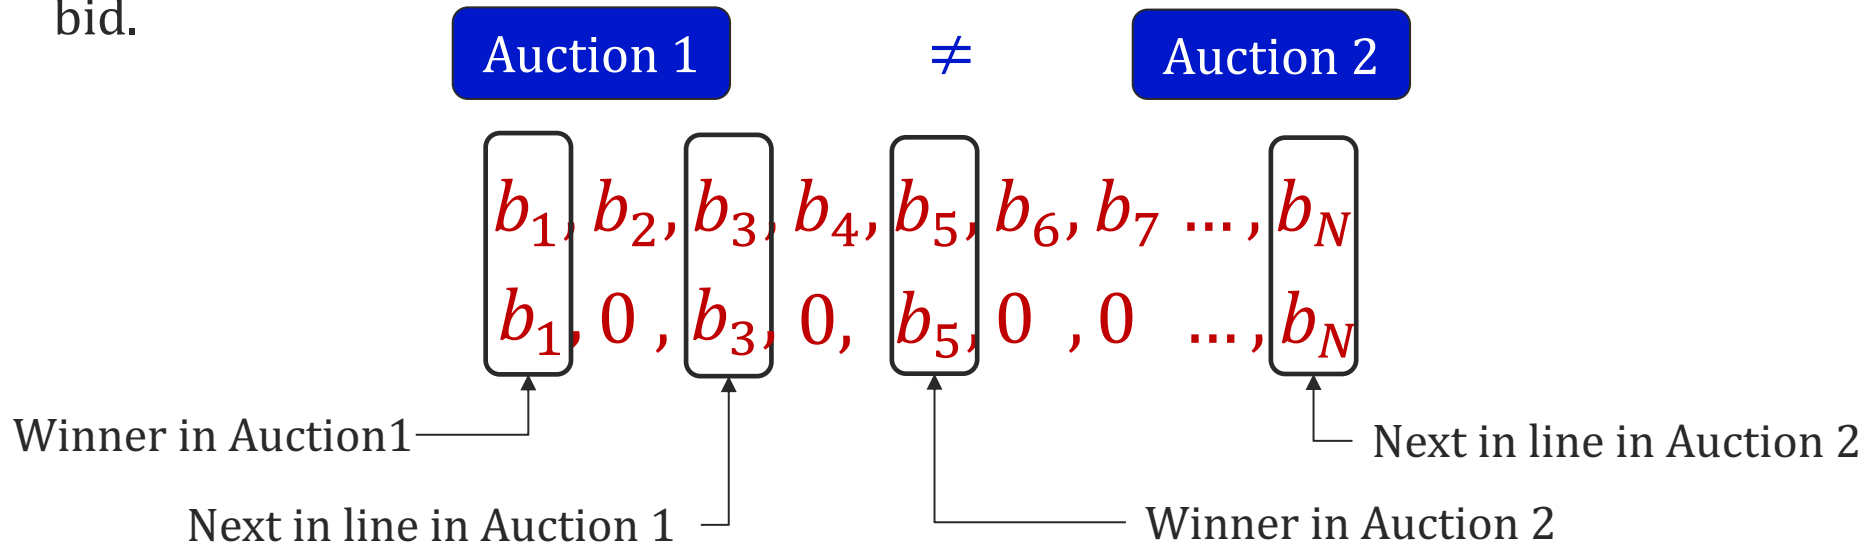 bid.
Auction 1 ≠ Auction 2
b₁, b₂, b₃, b₄, b₅, b₆, b₇ ..., b_N
b₁, 0 , b₃, 0, b₅, 0 , 0 ..., b_N
Winner in Auction1
Next in line in Auction 2
Next in line in Auction 1
Winner in Auction 2